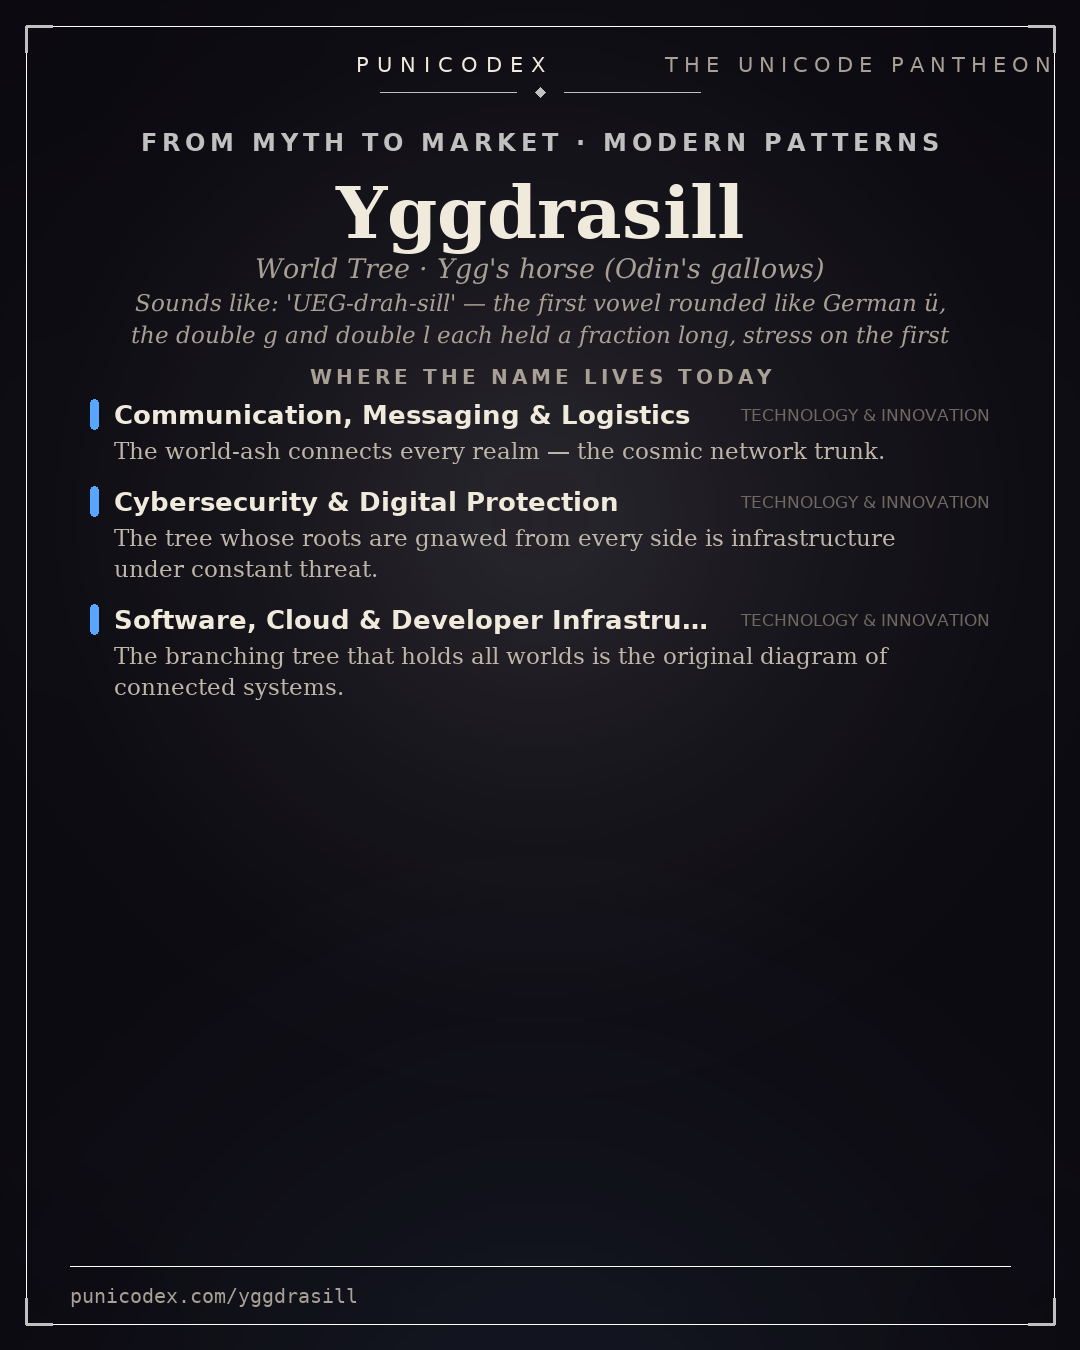 PUNICODEX THE UNICODE PANTHEON
FROM MYTH TO MARKET · MODERN PATTERNS
Yggdrasill
World Tree · Ygg's horse (Odin's gallows)
Sounds like: 'UEG-drah-sill' — the first vowel rounded like German ü,
the double g and double l each held a fraction long, stress on the first
WHERE THE NAME LIVES TODAY
Communication, Messaging & Logistics TECHNOLOGY & INNOVATION
The world-ash connects every realm — the cosmic network trunk.
Cybersecurity & Digital Protection TECHNOLOGY & INNOVATION
The tree whose roots are gnawed from every side is infrastructure
under constant threat.
Software, Cloud & Developer Infrastru... TECHNOLOGY & INNOVATION
The branching tree that holds all worlds is the original diagram of
connected systems.
punicodex.com/yggdrasill